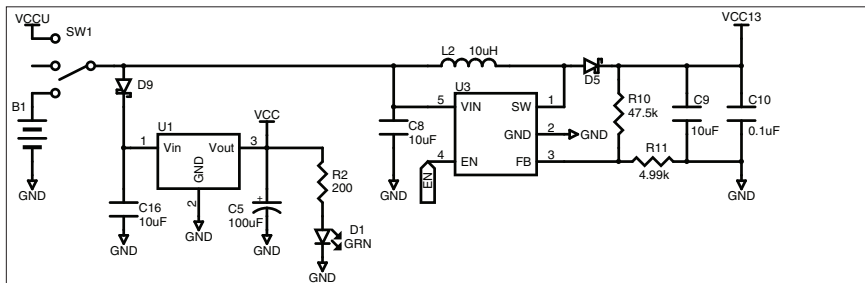 VCCU
SW1
B1
GND
D9
U1
1
Vin
Vout
3
GND
2
GND
C16
10uF
GND
VCC
C5
+
100uF
GND
R2
200
D1
GRN
GND
L2
10uH
C8
10uF
GND
U3
5
VIN
SW
1
GND
2
GND
4
EN
FB
3
EN
D5
R10
47.5k
R11
4.99k
C9
10uF
VCC13
C10
0.1uF
GND